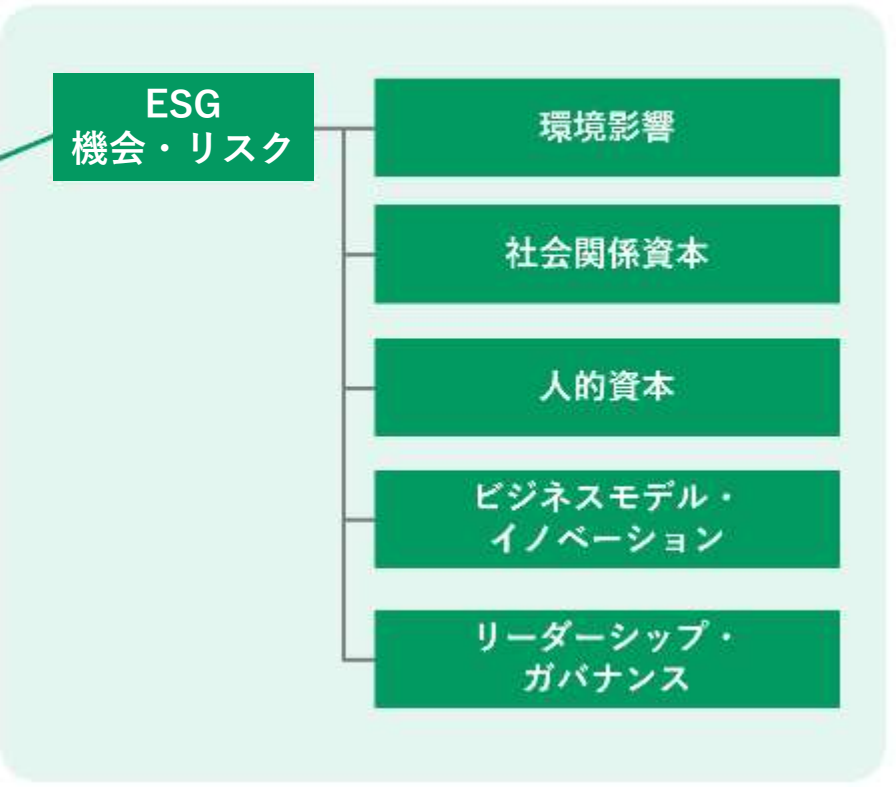 ESG
機会・リスク
環境影響
社会関係資本
人的資本
ビジネスモデル・
イノベーション
リーダーシップ・
ガバナンス